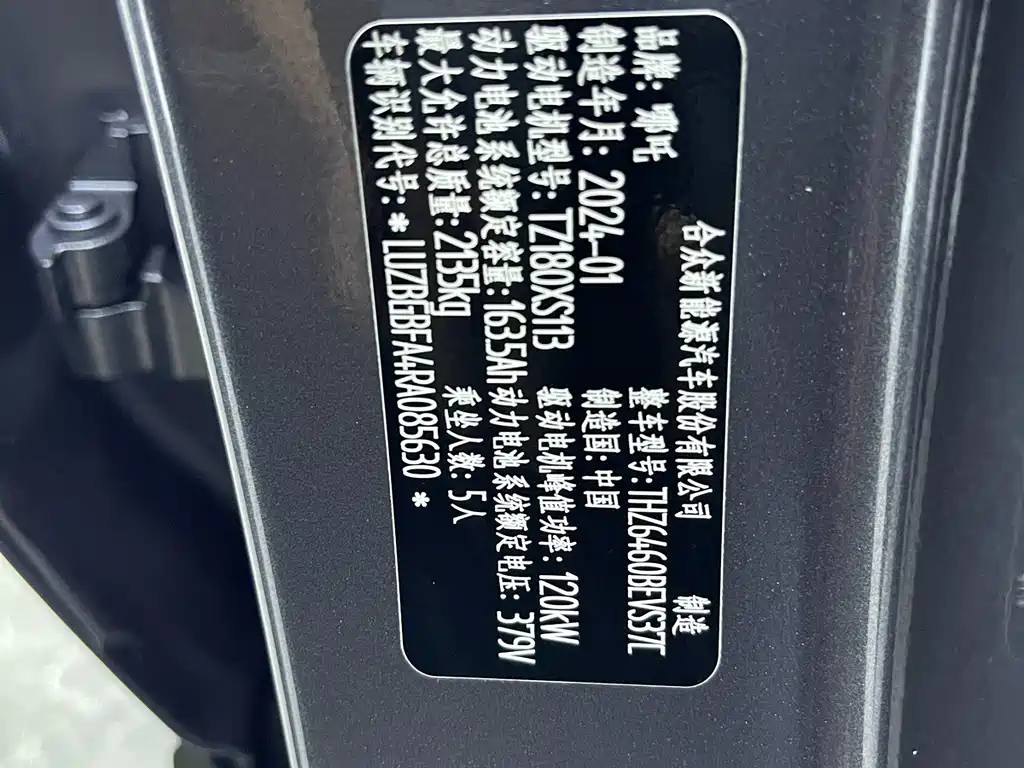 合众新能源汽车股份有限公司 制造
品牌: 哪吒 整车型号: THZ6460BEVS37C
制造年月: 2024-01 制造国: 中国
驱动电机型号: TZ180XS113 驱动电机峰值功率: 120kW
动力电池系统额定容量: 163.5Ah 动力电池系统额定电压: 379V
最大允许总质量: 2135kg 乘坐人数: 5人
车辆识别代号: * LUZBGBFA4RA085630 *